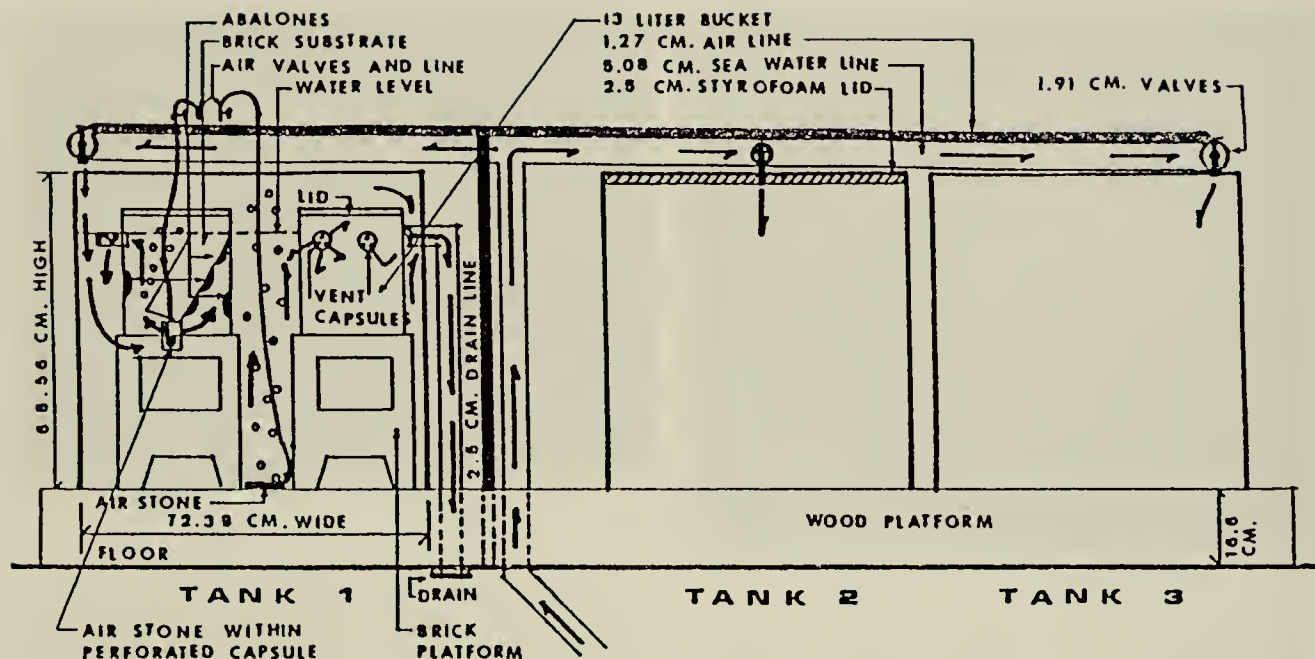 ABALONES
BRICK SUBSTRATE
AIR VALVES AND LINE
WATER LEVEL
13 LITER BUCKET
1.27 CM. AIR LINE
5.08 CM. SEA WATER LINE
2.5 CM. STYROFOAM LID
1.91 CM. VALVES
LID
VENT
CAPSULES
68.56 CM. HIGH
2.5 CM. DRAIN LINE
AIR STONE
72.39 CM. WIDE
FLOOR
WOOD PLATFORM
16.6
CM.
TANK 1
DRAIN
TANK 2
TANK 3
AIR STONE WITHIN
PERFORATED CAPSULE
BRICK
PLATFORM